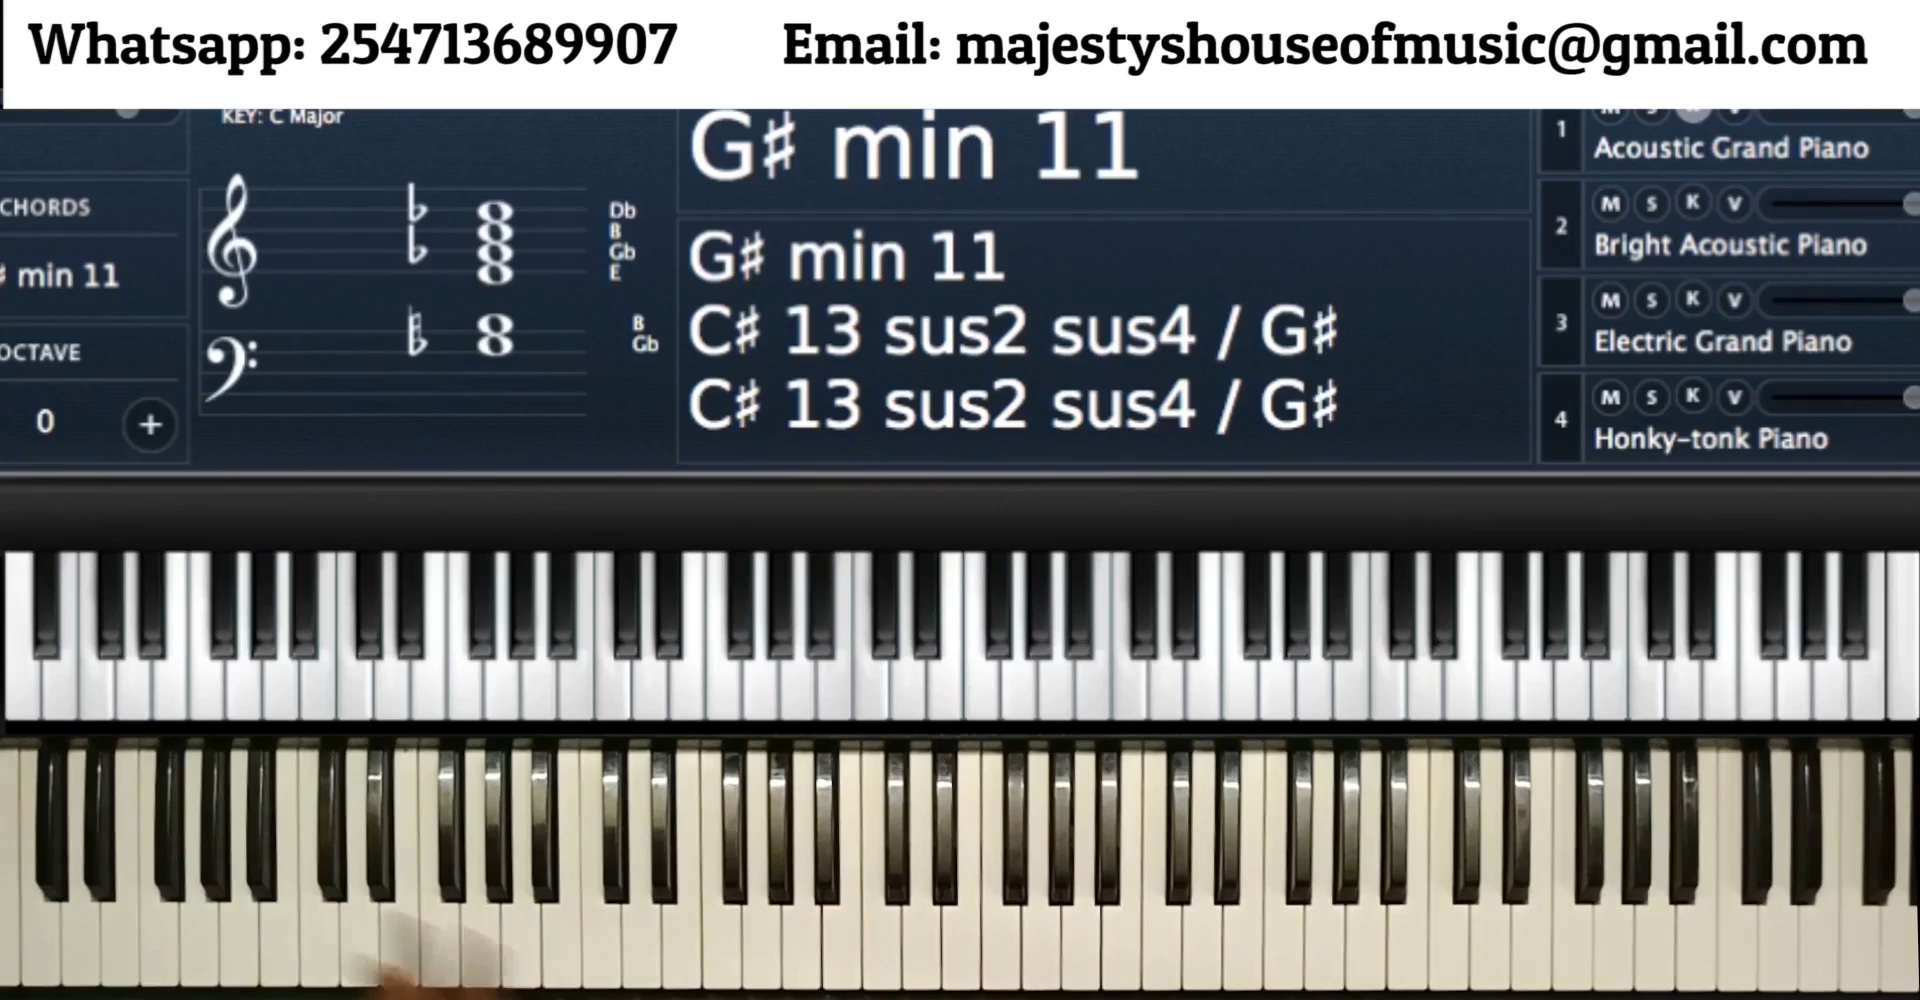 Whatsapp: 254713689907 Email: majestyshouseofmusic@gmail.com
KEY: C Major
G♯ min 11
CHORDS
♯ min 11
OCTAVE
0 +
Db
B
Gb
E
B
Gb
G♯ min 11
C♯ 13 sus2 sus4 / G♯
C♯ 13 sus2 sus4 / G♯
1
Acoustic Grand Piano
2
M S K V
Bright Acoustic Piano
3
M S K V
Electric Grand Piano
4
M S K V
Honky-tonk Piano